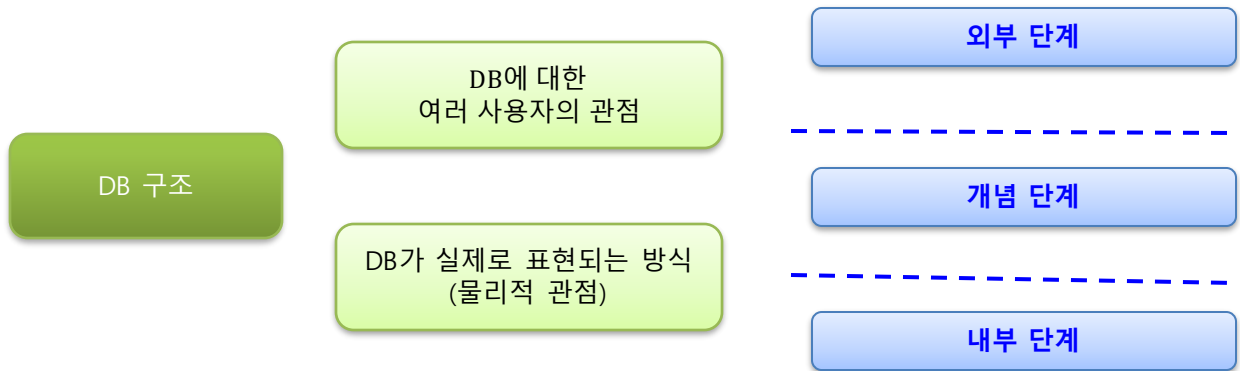 DB 구조
DB에 대한
여러 사용자의 관점
DB가 실제로 표현되는 방식
(물리적 관점)
외부 단계
개념 단계
내부 단계